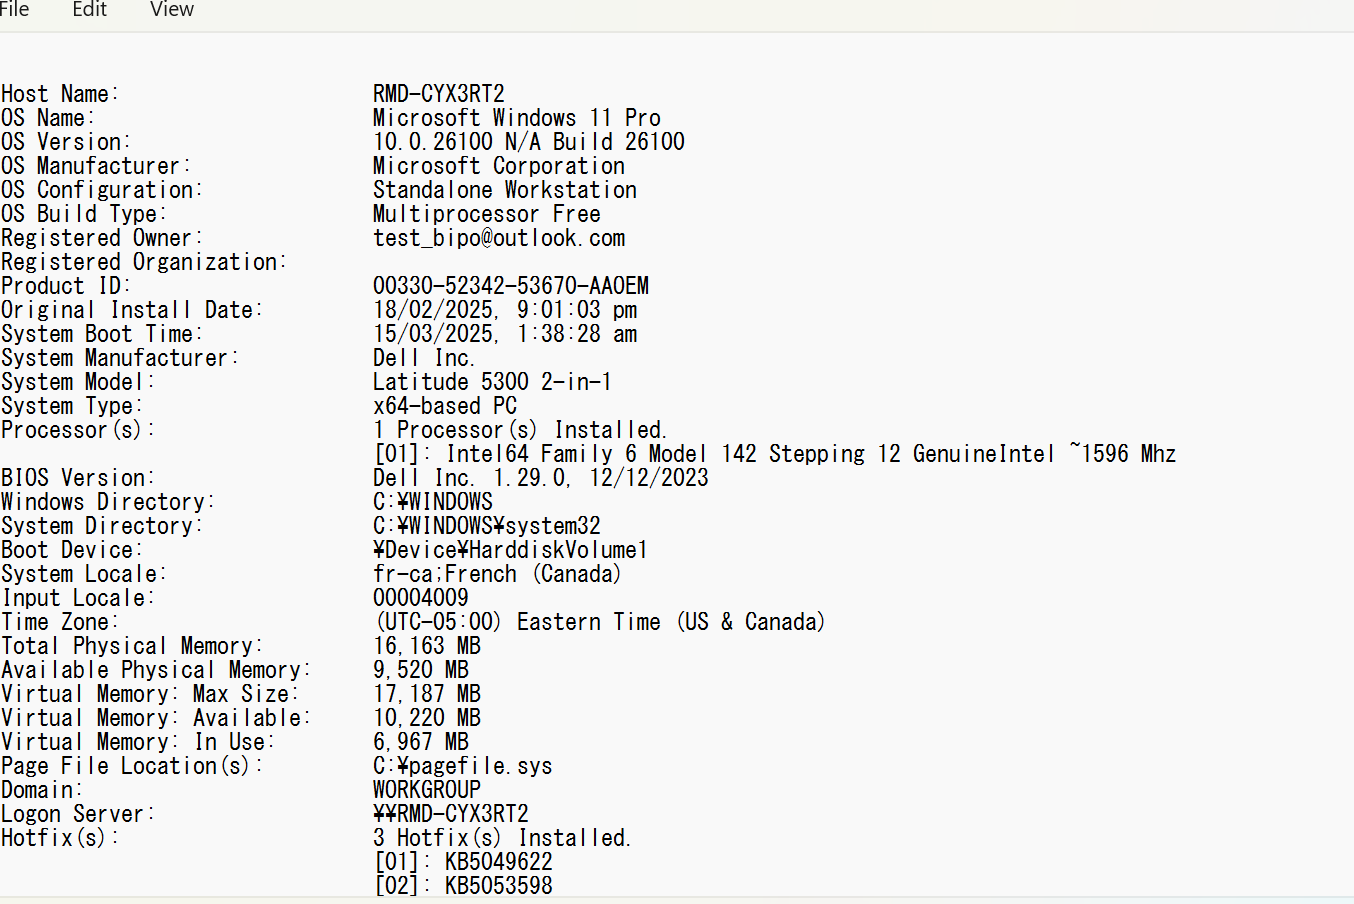 File Edit View
Host Name: RMD-CYX3RT2
OS Name: Microsoft Windows 11 Pro
OS Version: 10.0.26100 N/A Build 26100
OS Manufacturer: Microsoft Corporation
OS Configuration: Standalone Workstation
OS Build Type: Multiprocessor Free
Registered Owner: test_bipo@outlook.com
Registered Organization:
Product ID: 00330-52342-53670-AAOEM
Original Install Date: 18/02/2025, 9:01:03 pm
System Boot Time: 15/03/2025, 1:38:28 am
System Manufacturer: Dell Inc.
System Model: Latitude 5300 2-in-1
System Type: x64-based PC
Processor(s): 1 Processor(s) Installed.
[01]: Intel64 Family 6 Model 142 Stepping 12 GenuineIntel ~1596 Mhz
BIOS Version: Dell Inc. 1.29.0, 12/12/2023
Windows Directory: C:¥WINDOWS
System Directory: C:¥WINDOWS¥system32
Boot Device: ¥Device¥HarddiskVolume1
System Locale: fr-ca;French (Canada)
Input Locale: 00004009
Time Zone: (UTC-05:00) Eastern Time (US & Canada)
Total Physical Memory: 16,163 MB
Available Physical Memory: 9,520 MB
Virtual Memory: Max Size: 17,187 MB
Virtual Memory: Available: 10,220 MB
Virtual Memory: In Use: 6,967 MB
Page File Location(s): C:¥pagefile.sys
Domain: WORKGROUP
Logon Server: ¥¥RMD-CYX3RT2
Hotfix(s): 3 Hotfix(s) Installed.
[01]: KB5049622
[02]: KB5053598